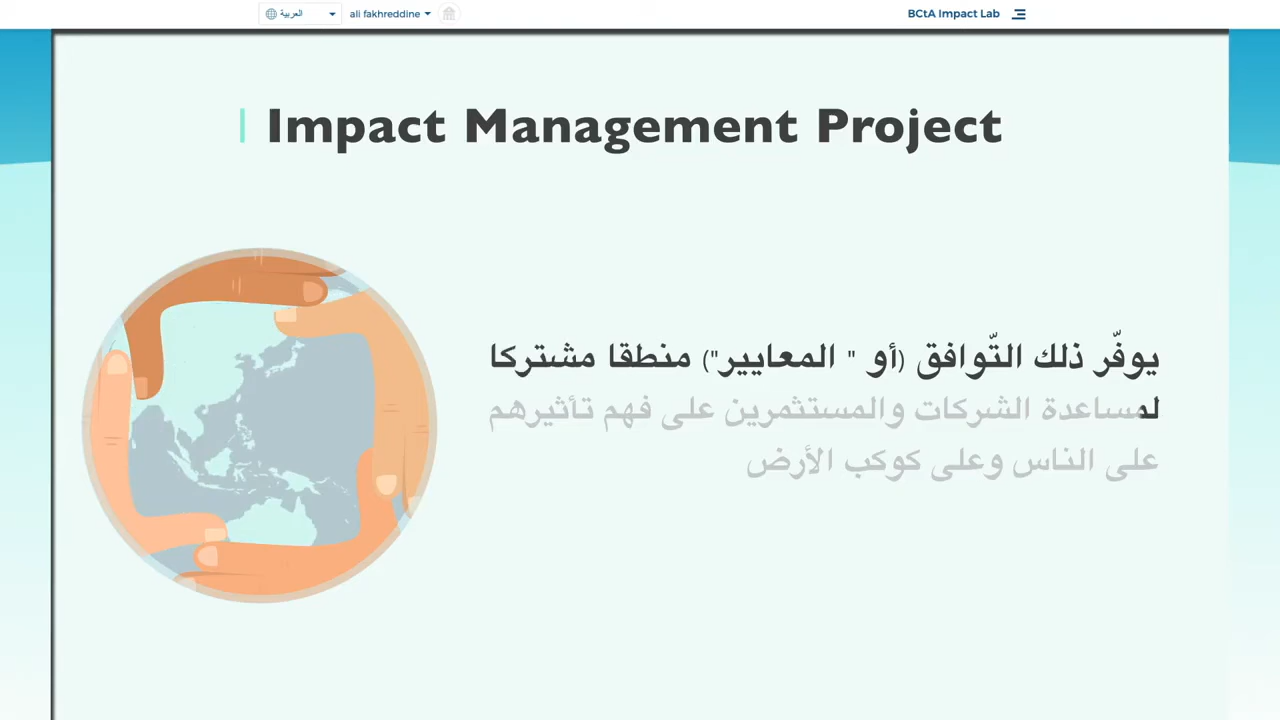 العربية
ali fakhreddine
BCtA Impact Lab
Impact Management Project
يوفّر ذلك التّوافق (أو " المعايير") منطقا مشتركا
لمساعدة الشركات والمستثمرين على فهم تأثيرهم
على الناس وعلى كوكب الأرض